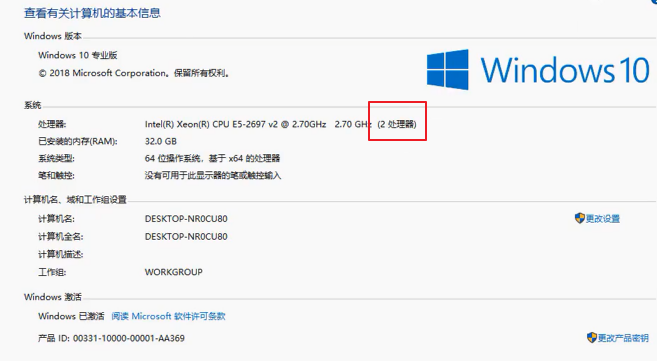 查看有关计算机的基本信息
Windows 版本
Windows 10 专业版
© 2018 Microsoft Corporation。保留所有权利。
Windows 10
系统
处理器: Intel(R) Xeon(R) CPU E5-2697 v2 @ 2.70GHz 2.70 GHz (2 处理器)
已安装的内存(RAM): 32.0 GB
系统类型: 64 位操作系统，基于 x64 的处理器
笔和触控: 没有可用于此显示器的笔或触控输入
计算机名、域和工作组设置
计算机名: DESKTOP-NR0CU80 更改设置
计算机全名: DESKTOP-NR0CU80
计算机描述:
工作组: WORKGROUP
Windows 激活
Windows 已激活 阅读 Microsoft 软件许可条款
产品 ID: 00331-10000-00001-AA369 更改产品密钥